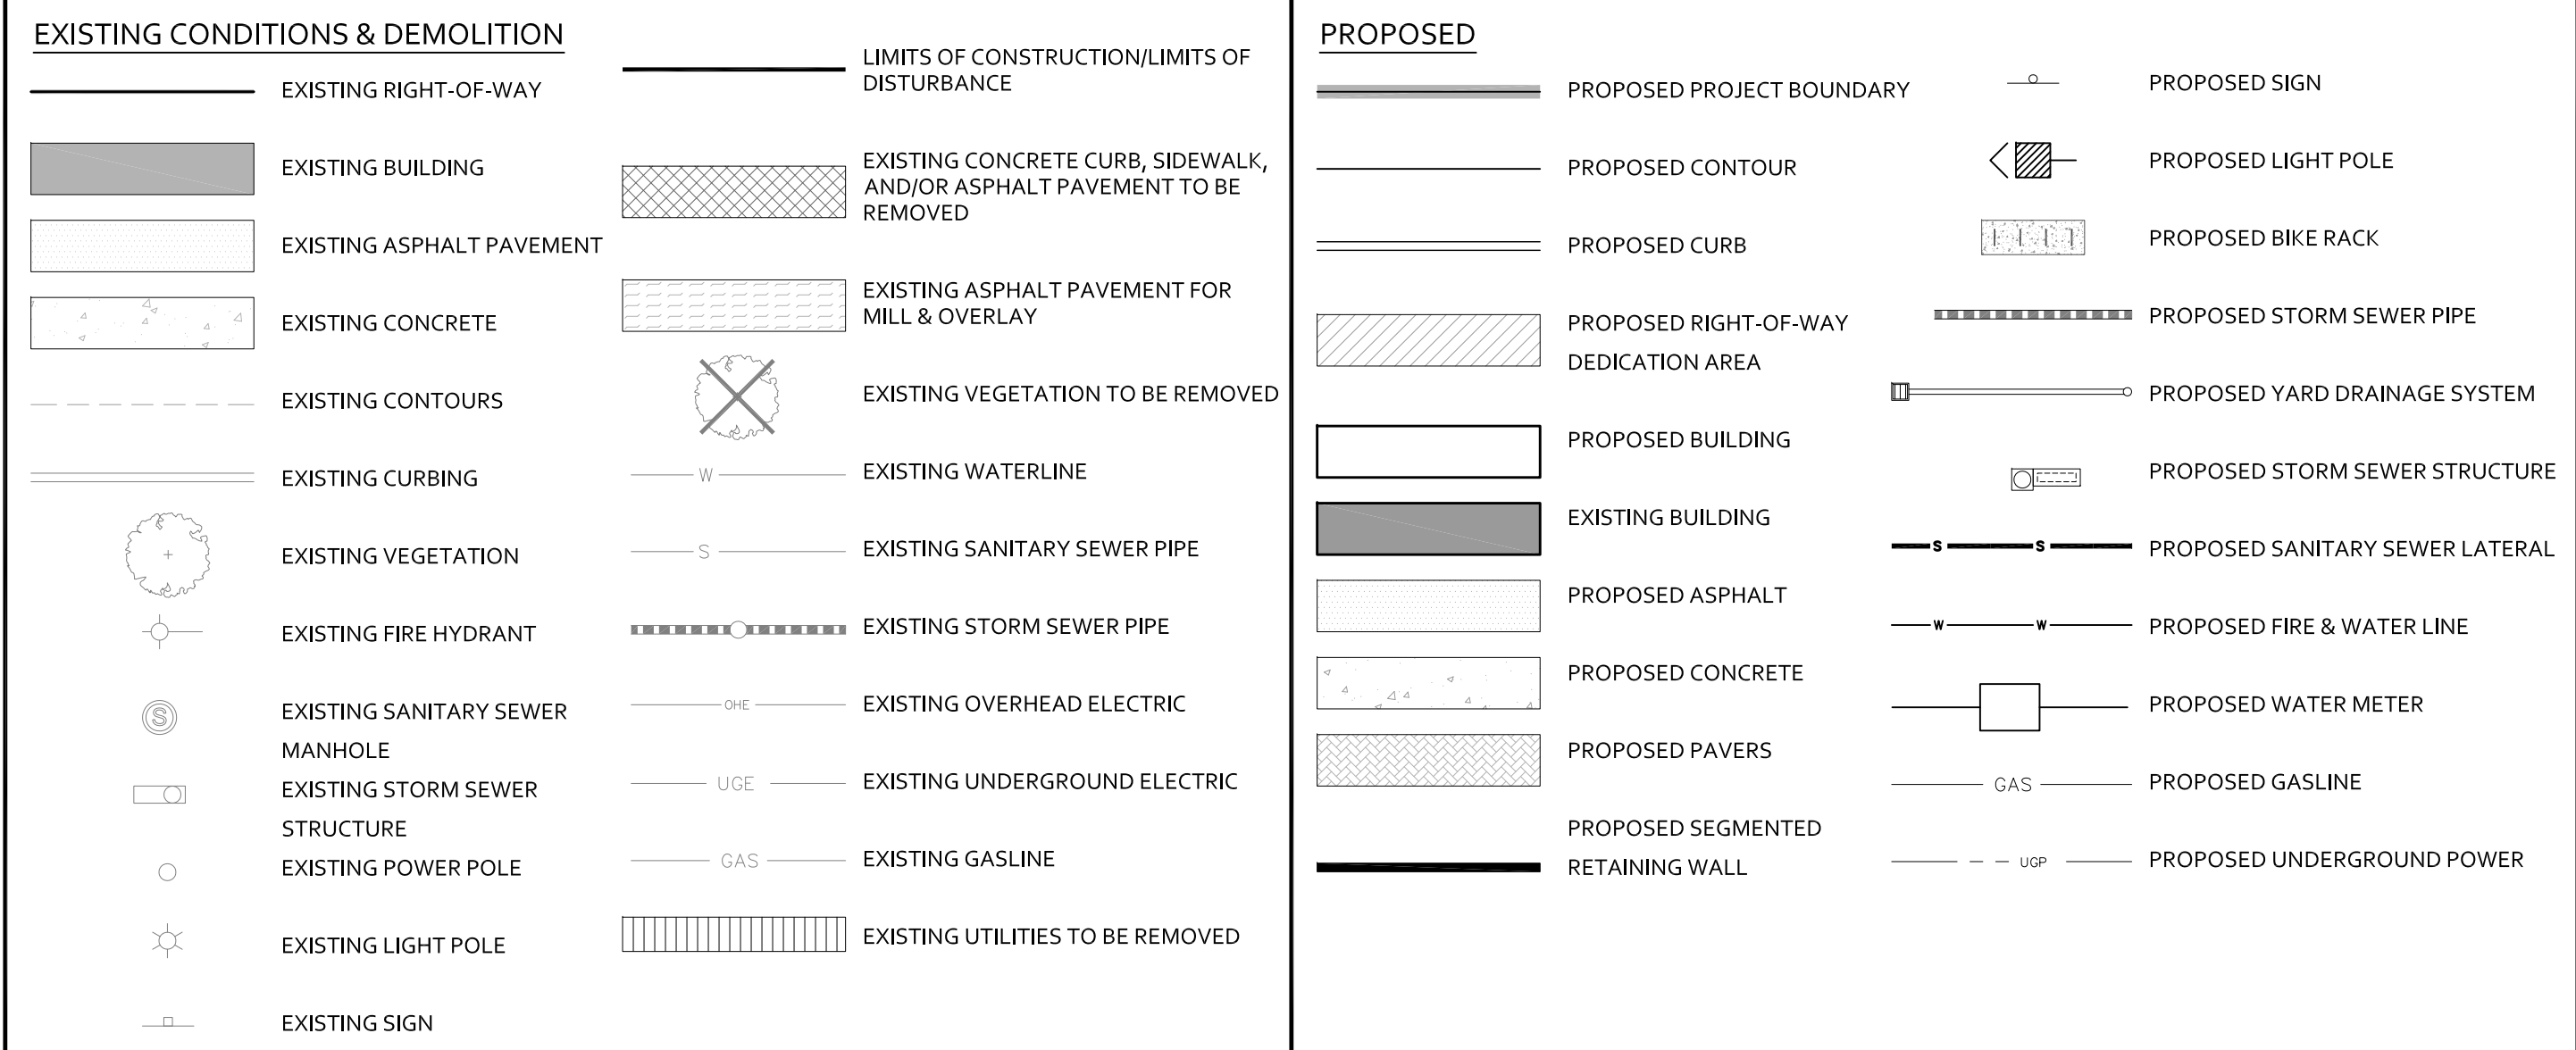 EXISTING CONDITIONS & DEMOLITION
EXISTING RIGHT-OF-WAY
EXISTING BUILDING
EXISTING ASPHALT PAVEMENT
EXISTING CONCRETE
EXISTING CONTOURS
EXISTING CURBING
EXISTING VEGETATION
EXISTING FIRE HYDRANT
S
EXISTING SANITARY SEWER
MANHOLE
EXISTING STORM SEWER
STRUCTURE
EXISTING POWER POLE
EXISTING LIGHT POLE
EXISTING SIGN
LIMITS OF CONSTRUCTION/LIMITS OF
DISTURBANCE
EXISTING CONCRETE CURB, SIDEWALK,
AND/OR ASPHALT PAVEMENT TO BE
REMOVED
EXISTING ASPHALT PAVEMENT FOR
MILL & OVERLAY
EXISTING VEGETATION TO BE REMOVED
W EXISTING WATERLINE
S EXISTING SANITARY SEWER PIPE
EXISTING STORM SEWER PIPE
OHE EXISTING OVERHEAD ELECTRIC
UGE EXISTING UNDERGROUND ELECTRIC
GAS EXISTING GASLINE
EXISTING UTILITIES TO BE REMOVED
PROPOSED
PROPOSED PROJECT BOUNDARY
PROPOSED CONTOUR
PROPOSED CURB
PROPOSED RIGHT-OF-WAY
DEDICATION AREA
PROPOSED BUILDING
EXISTING BUILDING
PROPOSED ASPHALT
PROPOSED CONCRETE
PROPOSED PAVERS
PROPOSED SEGMENTED
RETAINING WALL
PROPOSED SIGN
PROPOSED LIGHT POLE
PROPOSED BIKE RACK
PROPOSED STORM SEWER PIPE
PROPOSED YARD DRAINAGE SYSTEM
PROPOSED STORM SEWER STRUCTURE
S S PROPOSED SANITARY SEWER LATERAL
W W PROPOSED FIRE & WATER LINE
PROPOSED WATER METER
GAS PROPOSED GASLINE
UGP PROPOSED UNDERGROUND POWER